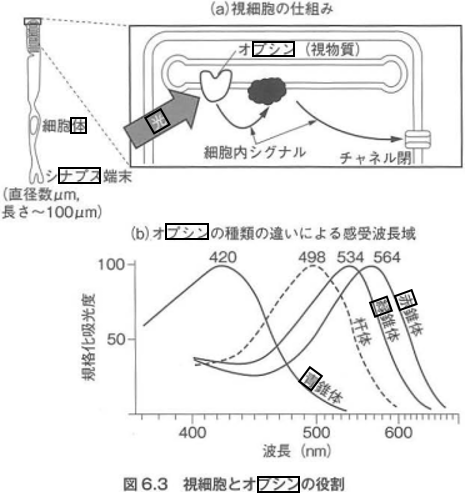 (a)視細胞の仕組み
オプシン(視物質)
光
細胞体
細胞内シグナル
チャネル閉
シナプス端末
(直径数μm,
長さ〜100μm)
(b)オプシンの種類の違いによる感受波長域
420 498 534 564
100
50
規格化吸光度
青錐体
杆体
緑錐体
赤錐体
400 500 600
波長(nm)
図6.3 視細胞とオプシンの役割